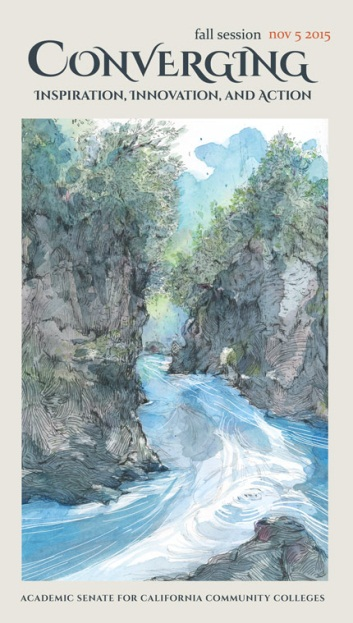 fall session nov 5 2015
CONVERGING
INSPIRATION, INNOVATION, AND ACTION
ACADEMIC SENATE FOR CALIFORNIA COMMUNITY COLLEGES